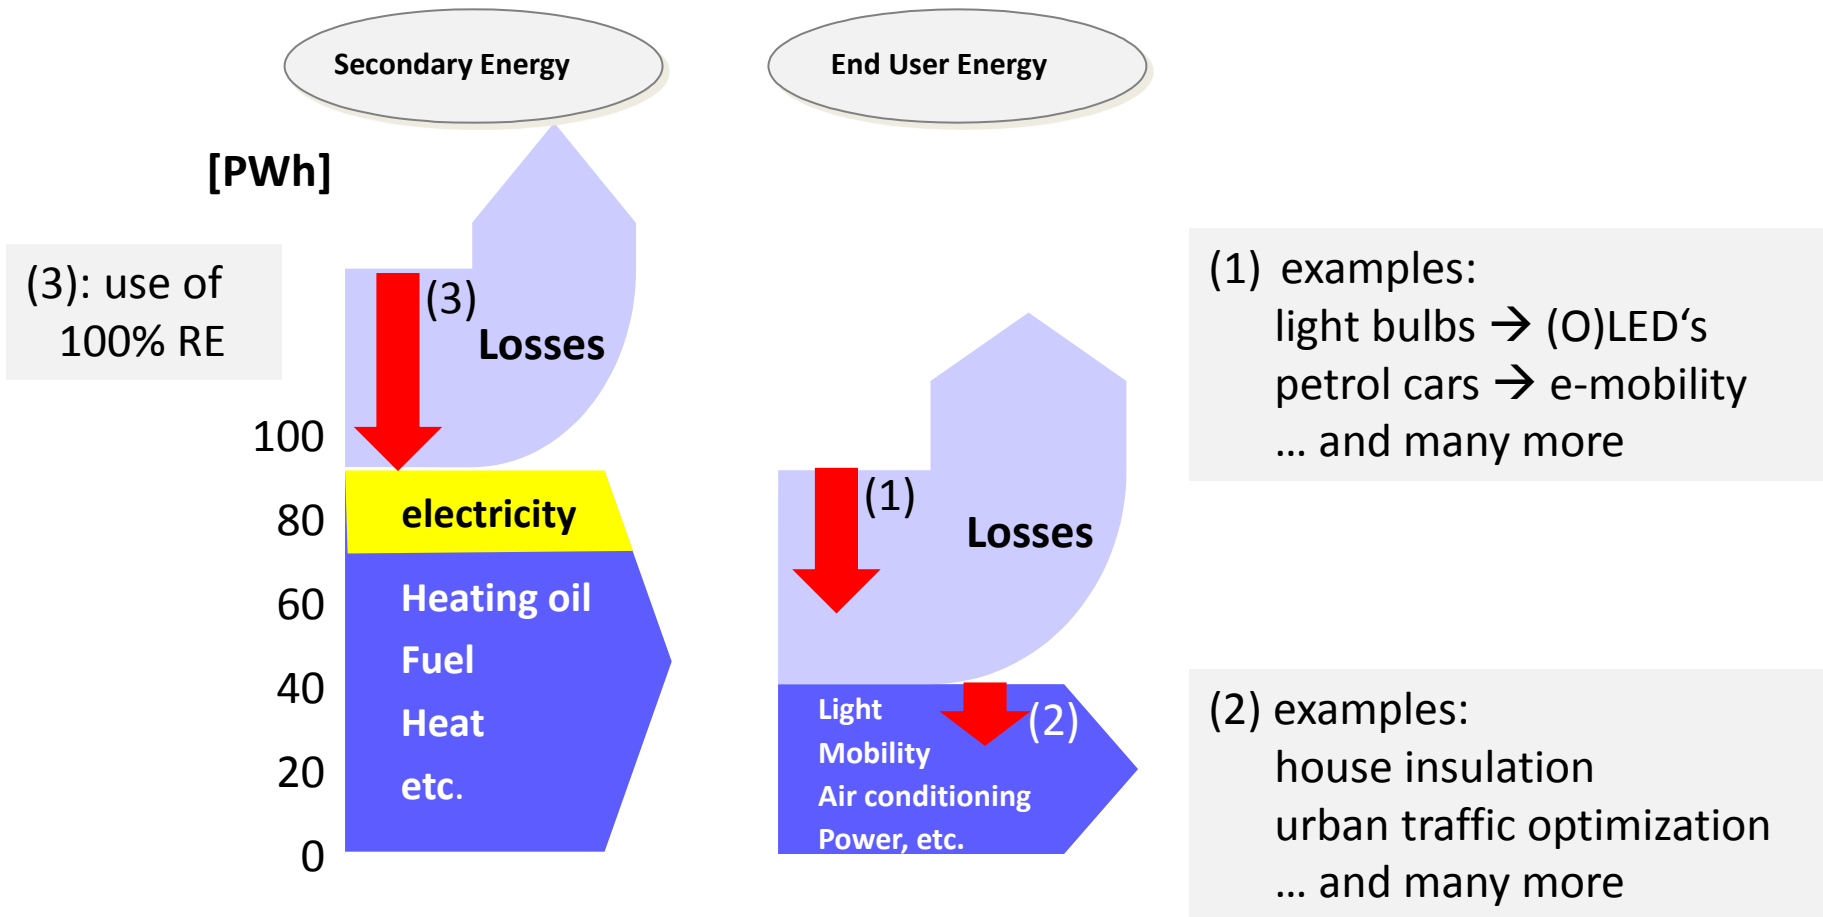 Secondary Energy
End User Energy
[PWh]
(3): use of
100% RE
(3)
Losses
100
80
60
40
20
0
electricity
Heating oil
Fuel
Heat
etc.
(1)
Losses
Light
Mobility
Air conditioning
Power, etc.
(2)
(1) examples:
light bulbs → (O)LED‘s
petrol cars → e-mobility
... and many more
(2) examples:
house insulation
urban traffic optimization
... and many more